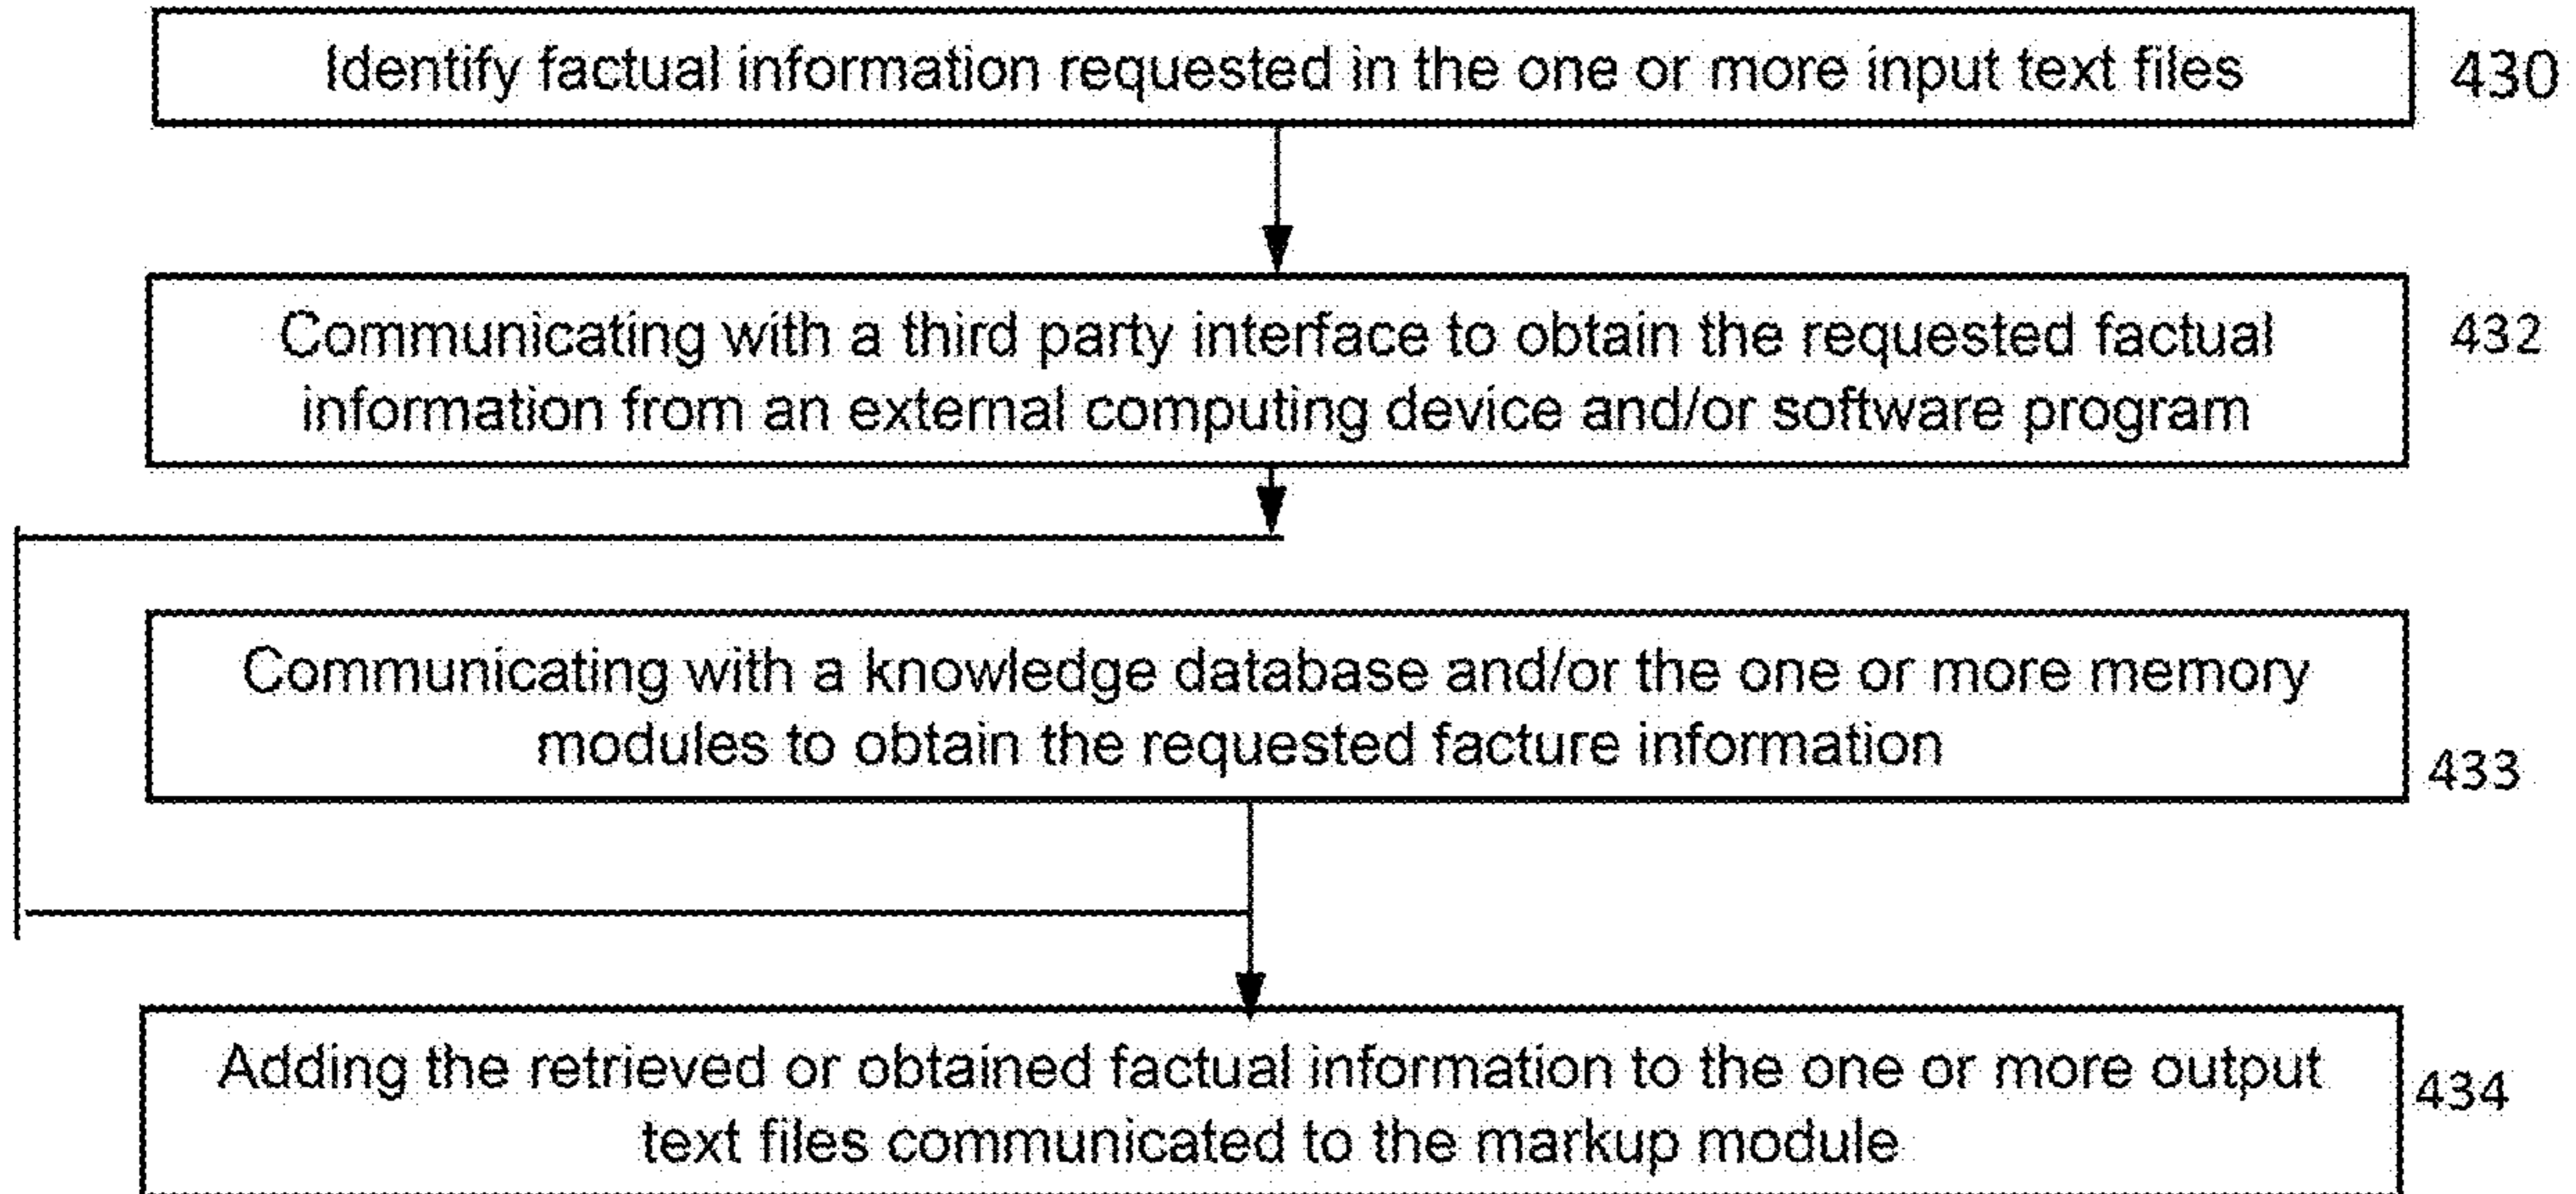 Identify factual information requested in the one or more input text files 430
Communicating with a third party interface to obtain the requested factual 432
information from an external computing device and/or software program
Communicating with a knowledge database and/or the one or more memory
modules to obtain the requested facture information
433
Adding the retrieved or obtained factual information to the one or more output
434
text files communicated to the markup module